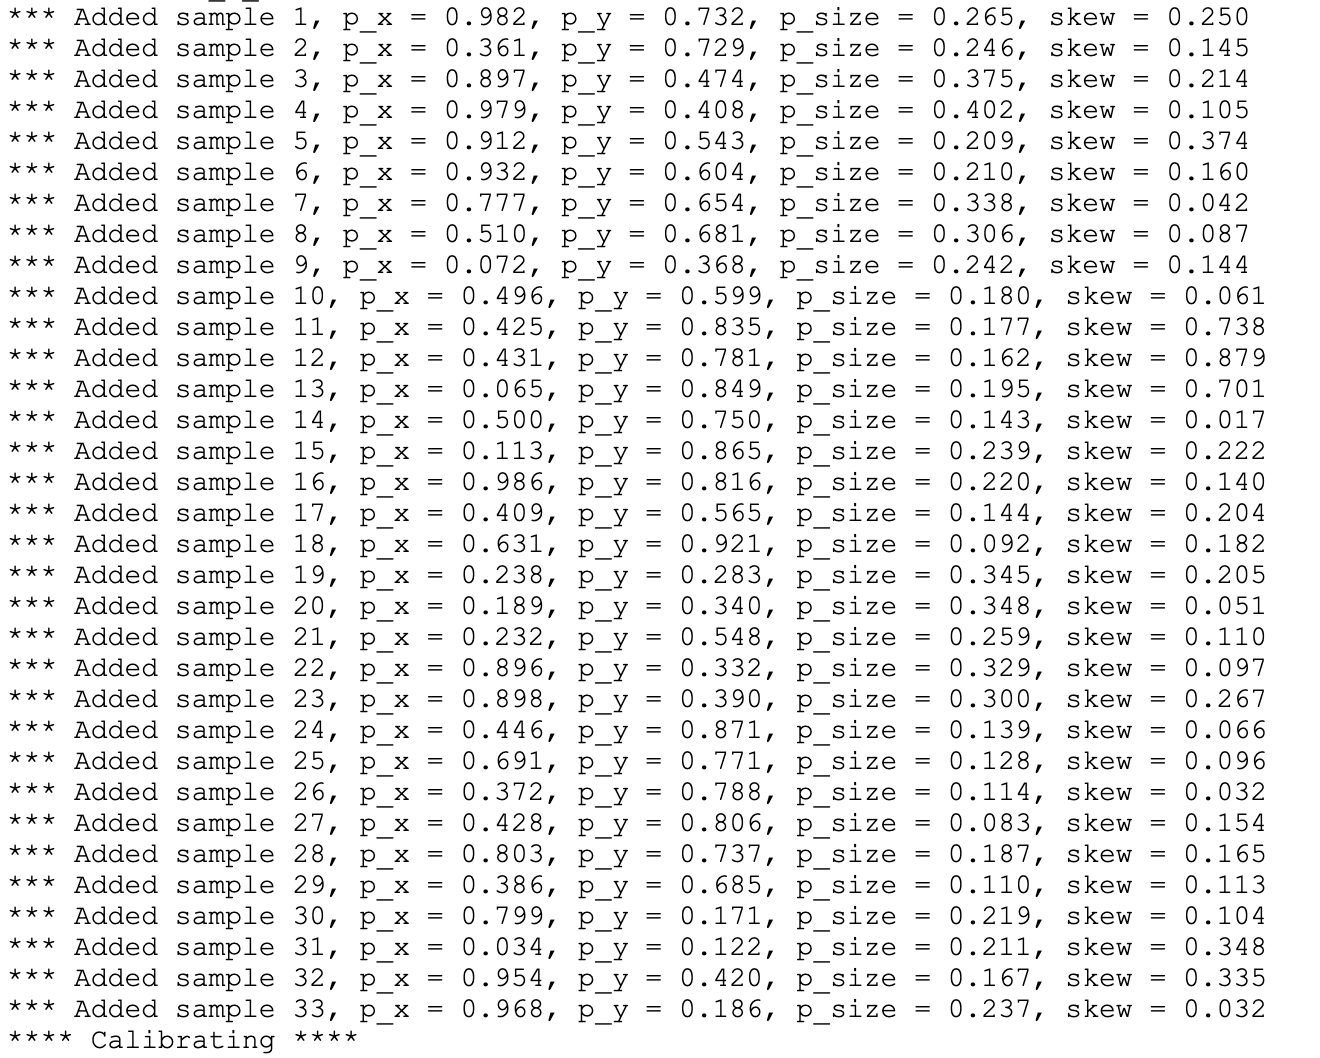 *** Added sample 1, p_x = 0.982, p_y = 0.732, p_size = 0.265, skew = 0.250
*** Added sample 2, p_x = 0.361, p_y = 0.729, p_size = 0.246, skew = 0.145
*** Added sample 3, p_x = 0.897, p_y = 0.474, p_size = 0.375, skew = 0.214
*** Added sample 4, p_x = 0.979, p_y = 0.408, p_size = 0.402, skew = 0.105
*** Added sample 5, p_x = 0.912, p_y = 0.543, p_size = 0.209, skew = 0.374
*** Added sample 6, p_x = 0.932, p_y = 0.604, p_size = 0.210, skew = 0.160
*** Added sample 7, p_x = 0.777, p_y = 0.654, p_size = 0.338, skew = 0.042
*** Added sample 8, p_x = 0.510, p_y = 0.681, p_size = 0.306, skew = 0.087
*** Added sample 9, p_x = 0.072, p_y = 0.368, p_size = 0.242, skew = 0.144
*** Added sample 10, p_x = 0.496, p_y = 0.599, p_size = 0.180, skew = 0.061
*** Added sample 11, p_x = 0.425, p_y = 0.835, p_size = 0.177, skew = 0.738
*** Added sample 12, p_x = 0.431, p_y = 0.781, p_size = 0.162, skew = 0.879
*** Added sample 13, p_x = 0.065, p_y = 0.849, p_size = 0.195, skew = 0.701
*** Added sample 14, p_x = 0.500, p_y = 0.750, p_size = 0.143, skew = 0.017
*** Added sample 15, p_x = 0.113, p_y = 0.865, p_size = 0.239, skew = 0.222
*** Added sample 16, p_x = 0.986, p_y = 0.816, p_size = 0.220, skew = 0.140
*** Added sample 17, p_x = 0.409, p_y = 0.565, p_size = 0.144, skew = 0.204
*** Added sample 18, p_x = 0.631, p_y = 0.921, p_size = 0.092, skew = 0.182
*** Added sample 19, p_x = 0.238, p_y = 0.283, p_size = 0.345, skew = 0.205
*** Added sample 20, p_x = 0.189, p_y = 0.340, p_size = 0.348, skew = 0.051
*** Added sample 21, p_x = 0.232, p_y = 0.548, p_size = 0.259, skew = 0.110
*** Added sample 22, p_x = 0.896, p_y = 0.332, p_size = 0.329, skew = 0.097
*** Added sample 23, p_x = 0.898, p_y = 0.390, p_size = 0.300, skew = 0.267
*** Added sample 24, p_x = 0.446, p_y = 0.871, p_size = 0.139, skew = 0.066
*** Added sample 25, p_x = 0.691, p_y = 0.771, p_size = 0.128, skew = 0.096
*** Added sample 26, p_x = 0.372, p_y = 0.788, p_size = 0.114, skew = 0.032
*** Added sample 27, p_x = 0.428, p_y = 0.806, p_size = 0.083, skew = 0.154
*** Added sample 28, p_x = 0.803, p_y = 0.737, p_size = 0.187, skew = 0.165
*** Added sample 29, p_x = 0.386, p_y = 0.685, p_size = 0.110, skew = 0.113
*** Added sample 30, p_x = 0.799, p_y = 0.171, p_size = 0.219, skew = 0.104
*** Added sample 31, p_x = 0.034, p_y = 0.122, p_size = 0.211, skew = 0.348
*** Added sample 32, p_x = 0.954, p_y = 0.420, p_size = 0.167, skew = 0.335
*** Added sample 33, p_x = 0.968, p_y = 0.186, p_size = 0.237, skew = 0.032
**** Calibrating ****